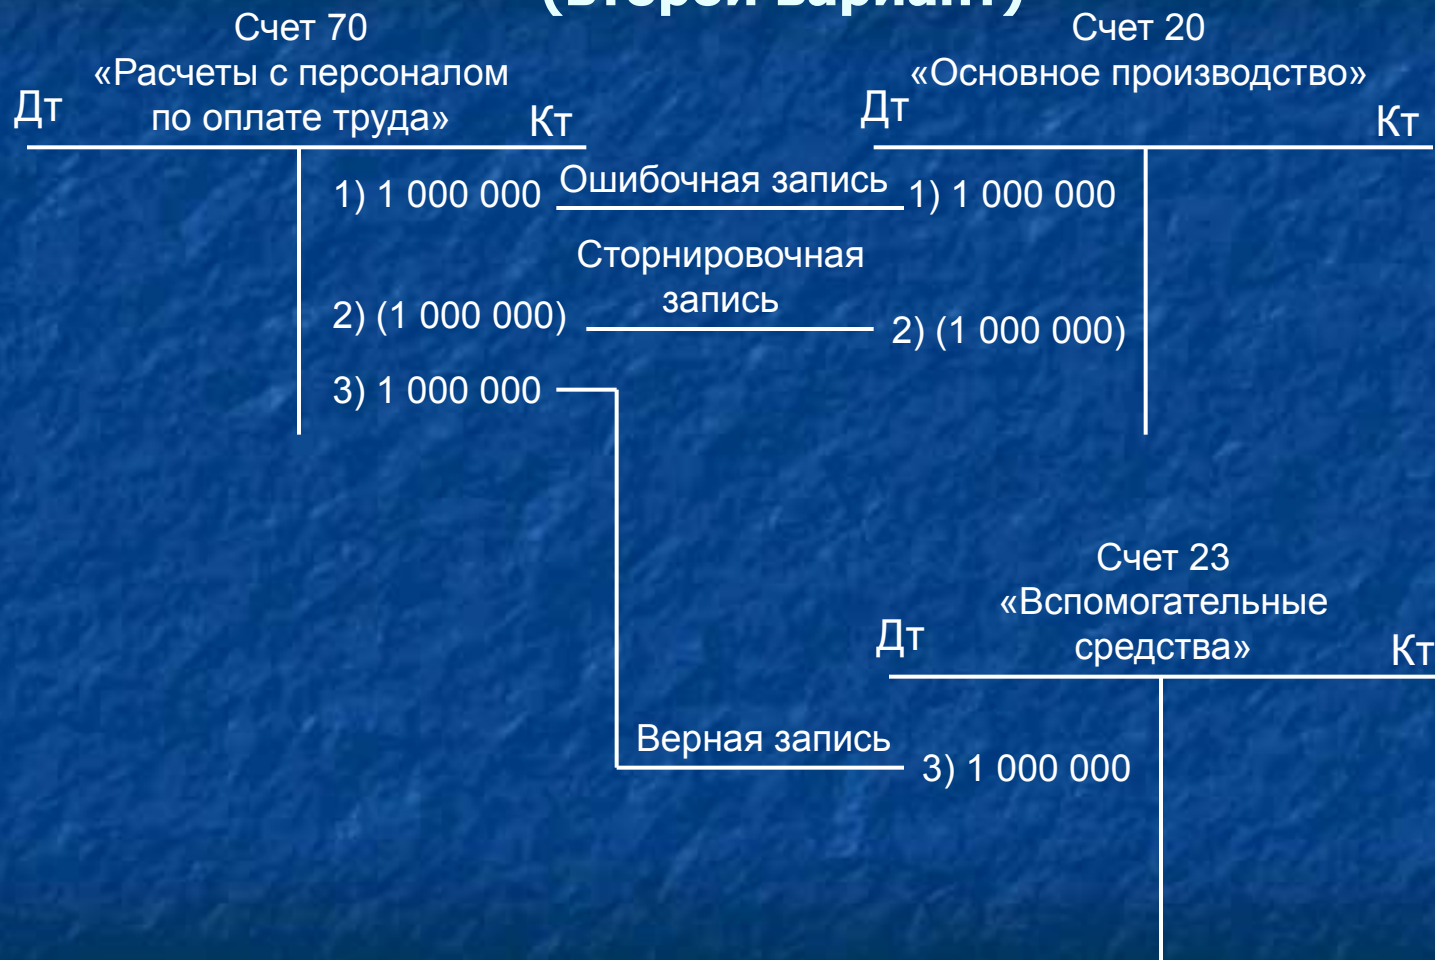 (второй вариант)
Счет 70
«Расчеты с персоналом
по оплате труда»
Дт
Кт
Счет 20
«Основное производство»
Дт
Кт
1) 1 000 000
Ошибочная запись
1) 1 000 000
Сторнировочная
запись
2) (1 000 000)
2) (1 000 000)
3) 1 000 000
Счет 23
«Вспомогательные
средства»
Дт
Кт
Верная запись
3) 1 000 000